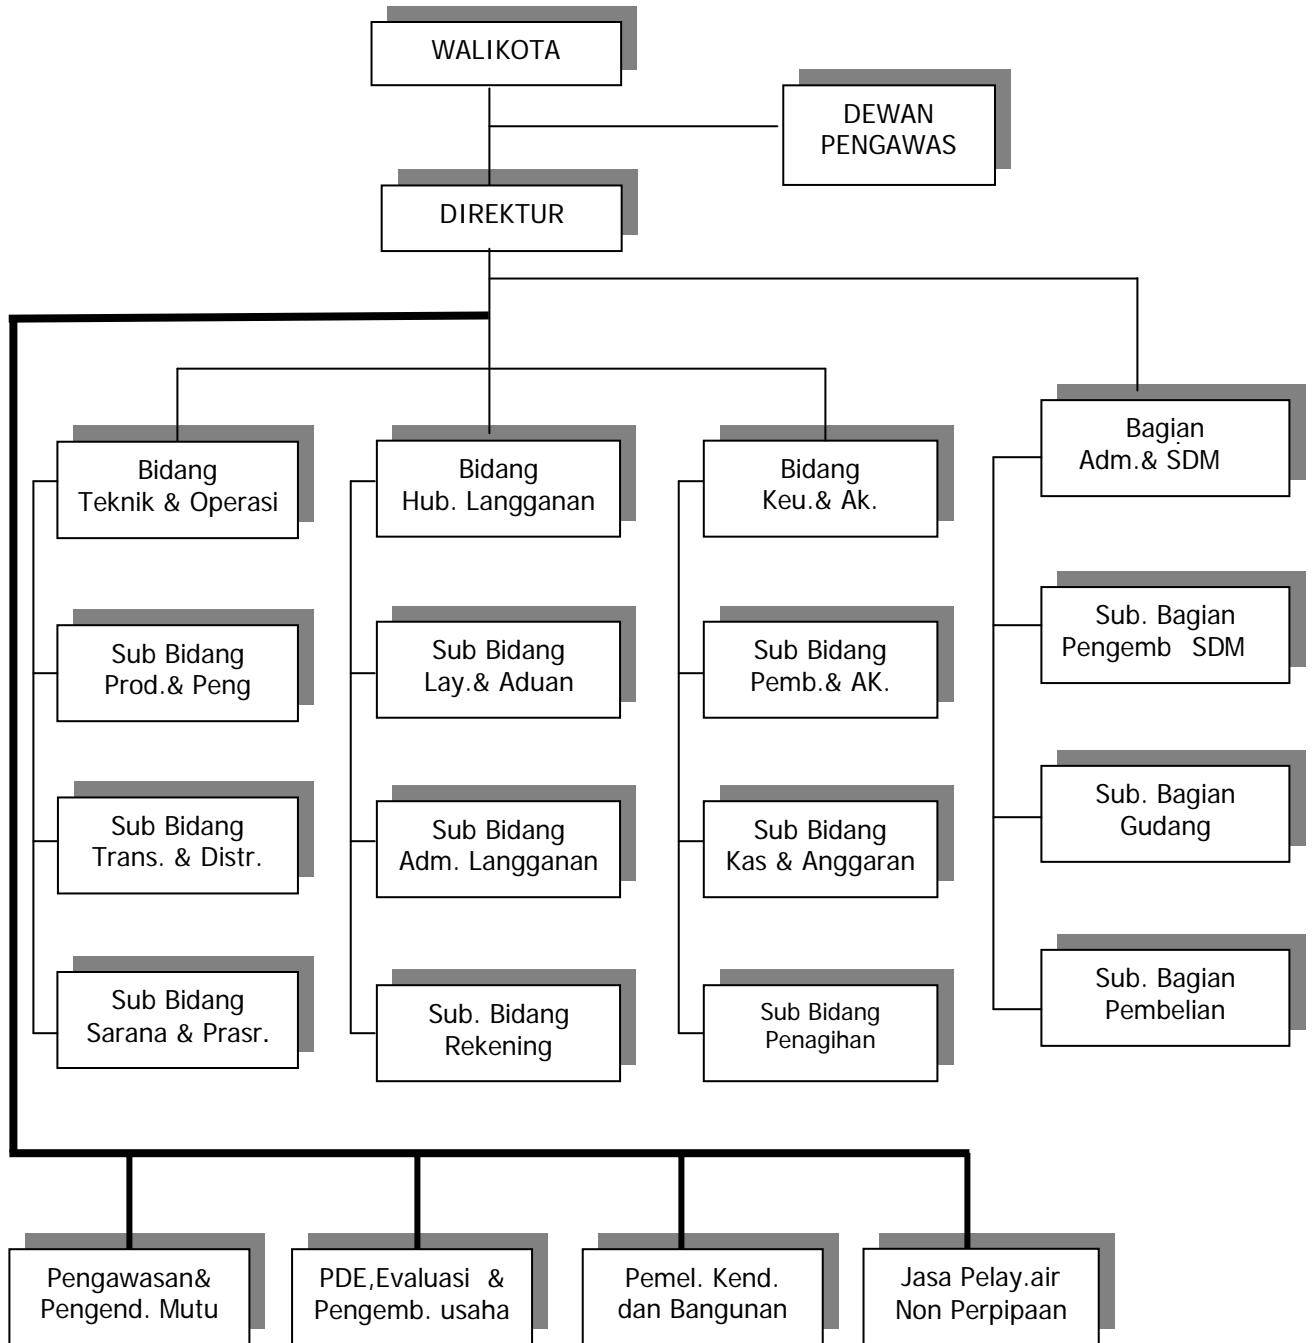 WALIKOTA
DEWAN
PENGAWAS
DIREKTUR
Bagian
Adm.& SDM
Bidang
Teknik & Operasi
Bidang
Hub. Langganan
Bidang
Keu.& Ak.
Sub Bidang
Prod.& Peng
Sub Bidang
Lay.& Aduan
Sub Bidang
Pemb.& AK.
Sub. Bagian
Pengemb SDM
Sub Bidang
Trans. & Distr.
Sub Bidang
Adm. Langganan
Sub Bidang
Kas & Anggaran
Sub. Bagian
Gudang
Sub Bidang
Sarana & Prasr.
Sub. Bidang
Rekening
Sub Bidang
Penagihan
Sub. Bagian
Pembelian
Pengawasan&
Pengend. Mutu
PDE,Evaluasi &
Pengemb. usaha
Pemel. Kend.
dan Bangunan
Jasa Pelay.air
Non Perpipaan